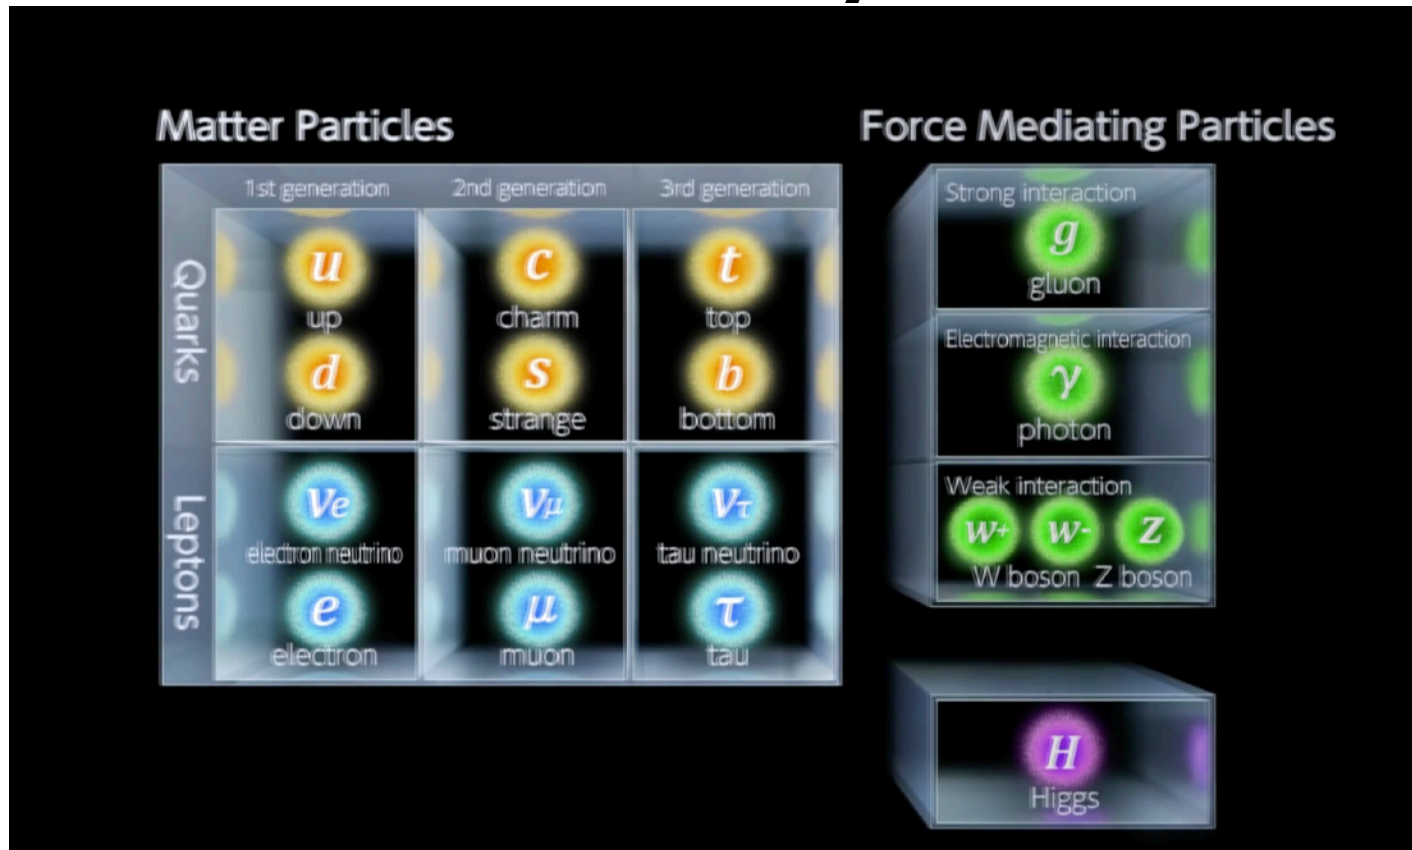 Matter Particles
1st generation 2nd generation 3rd generation
Quarks
u c t
up charm top
d s b
down strange bottom
Leptons
νe νμ ντ
electron neutrino muon neutrino tau neutrino
e μ τ
electron muon tau
Force Mediating Particles
Strong interaction
g
gluon
Electromagnetic interaction
γ
photon
Weak interaction
W+ W- Z
W boson Z boson
H
Higgs